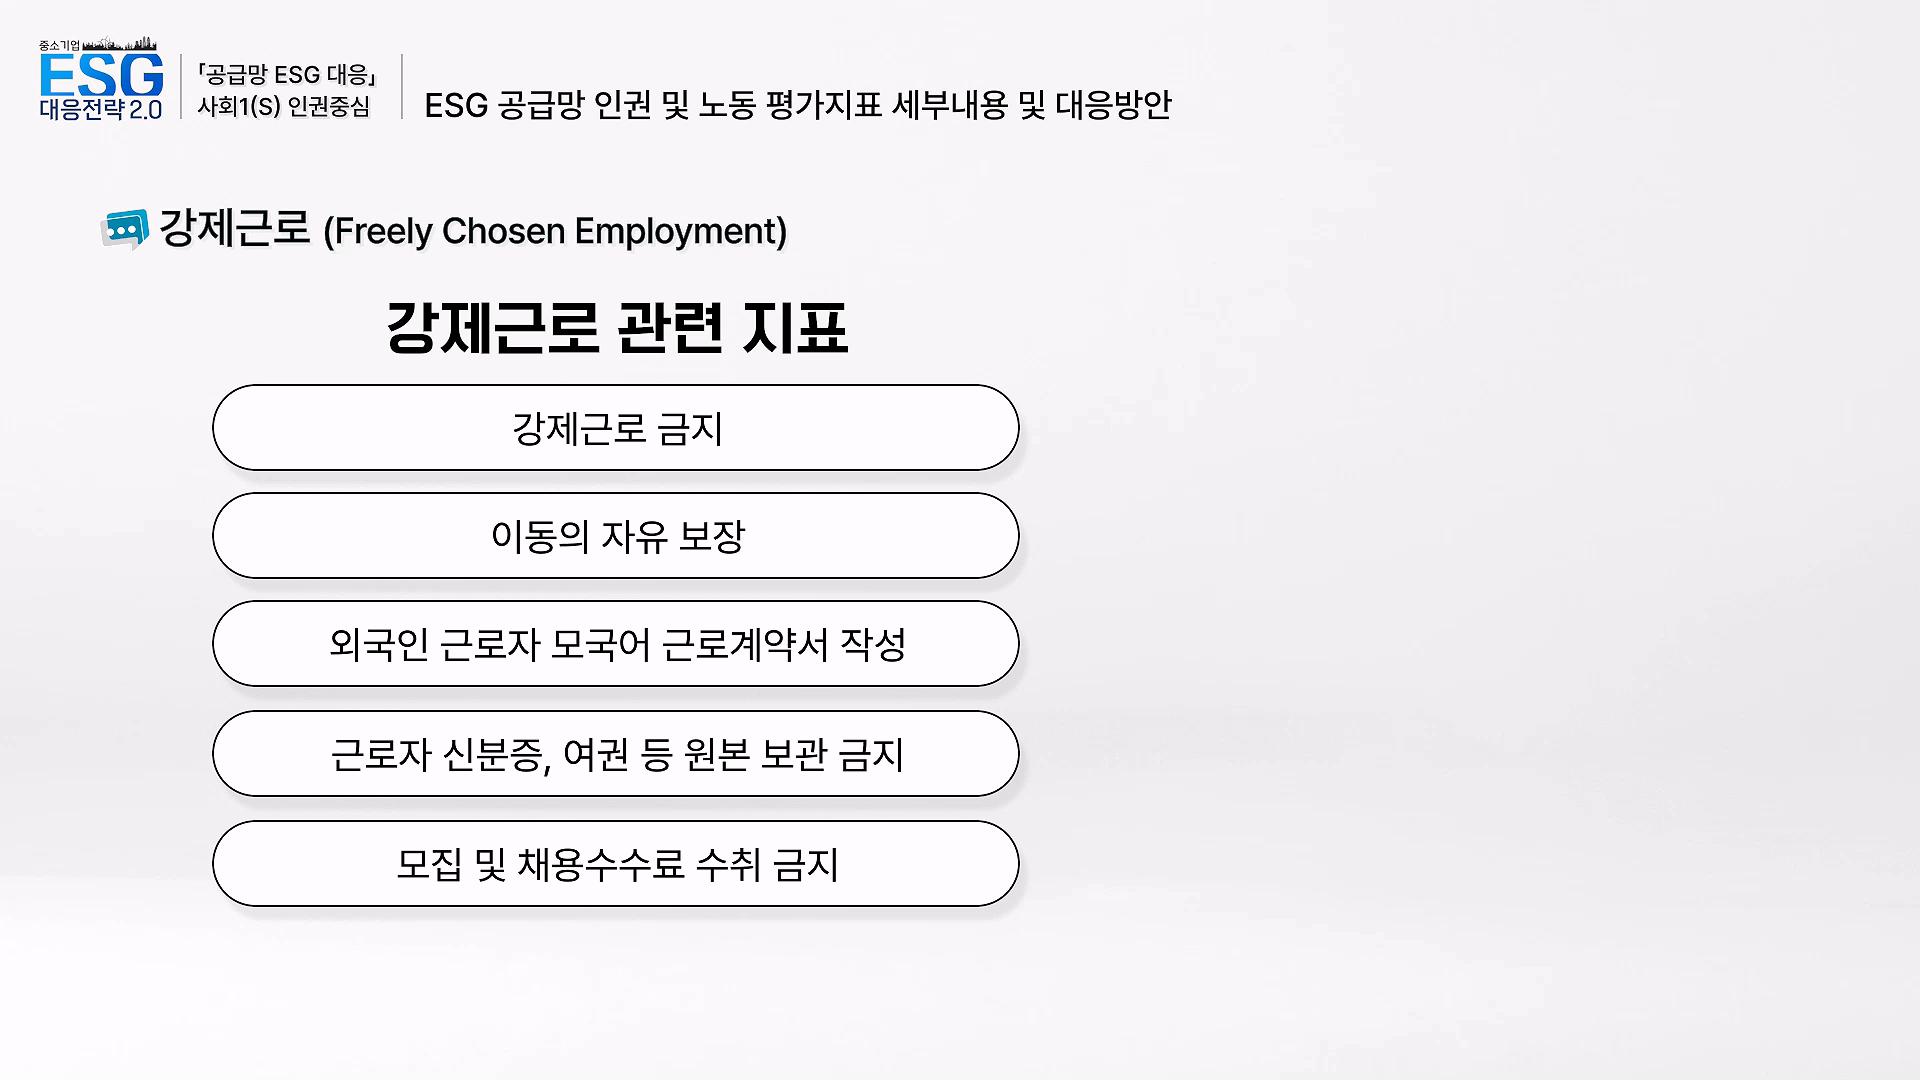 중소기업
ESG
대응전략 2.0
「공급망 ESG 대응」
사회1(S) 인권중심
ESG 공급망 인권 및 노동 평가지표 세부내용 및 대응방안
강제근로 (Freely Chosen Employment)
강제근로 관련 지표
강제근로 금지
이동의 자유 보장
외국인 근로자 모국어 근로계약서 작성
근로자 신분증, 여권 등 원본 보관 금지
모집 및 채용수수료 수취 금지